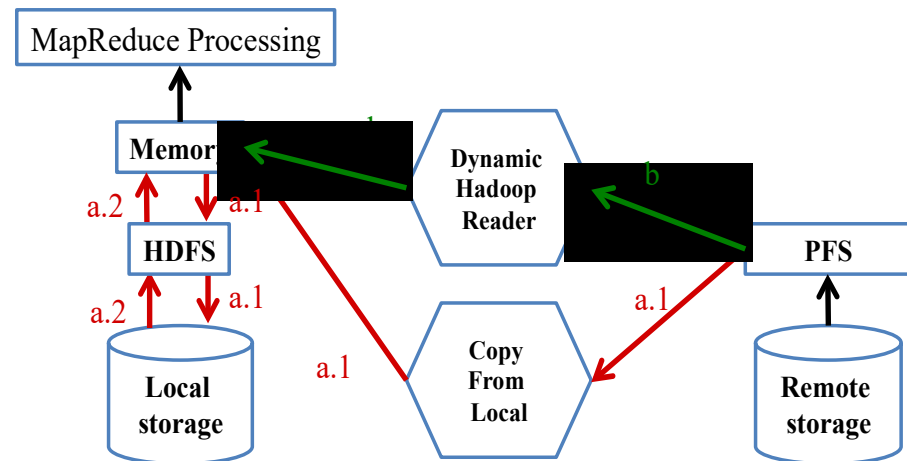 MapReduce Processing
Memory
Dynamic
Hadoop
Reader
b
a.2
a.1
HDFS
PFS
a.2
a.1
a.1
a.1
Copy
From
Local
Local
storage
Remote
storage